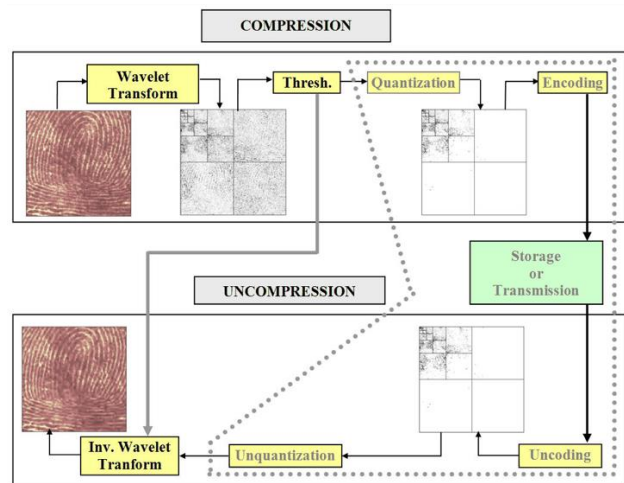 COMPRESSION
Wavelet
Transform
Thresh.
Quantization
Encoding
Storage
or
Transmission
UNCOMPRESSION
Inv. Wavelet
Tranform
Unquantization
Uncoding